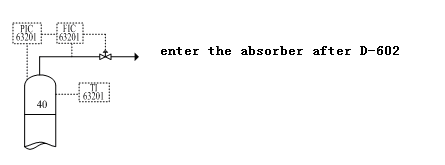 PIC
63201
FIC
63201
enter the absorber after D-602
TI
63201
40